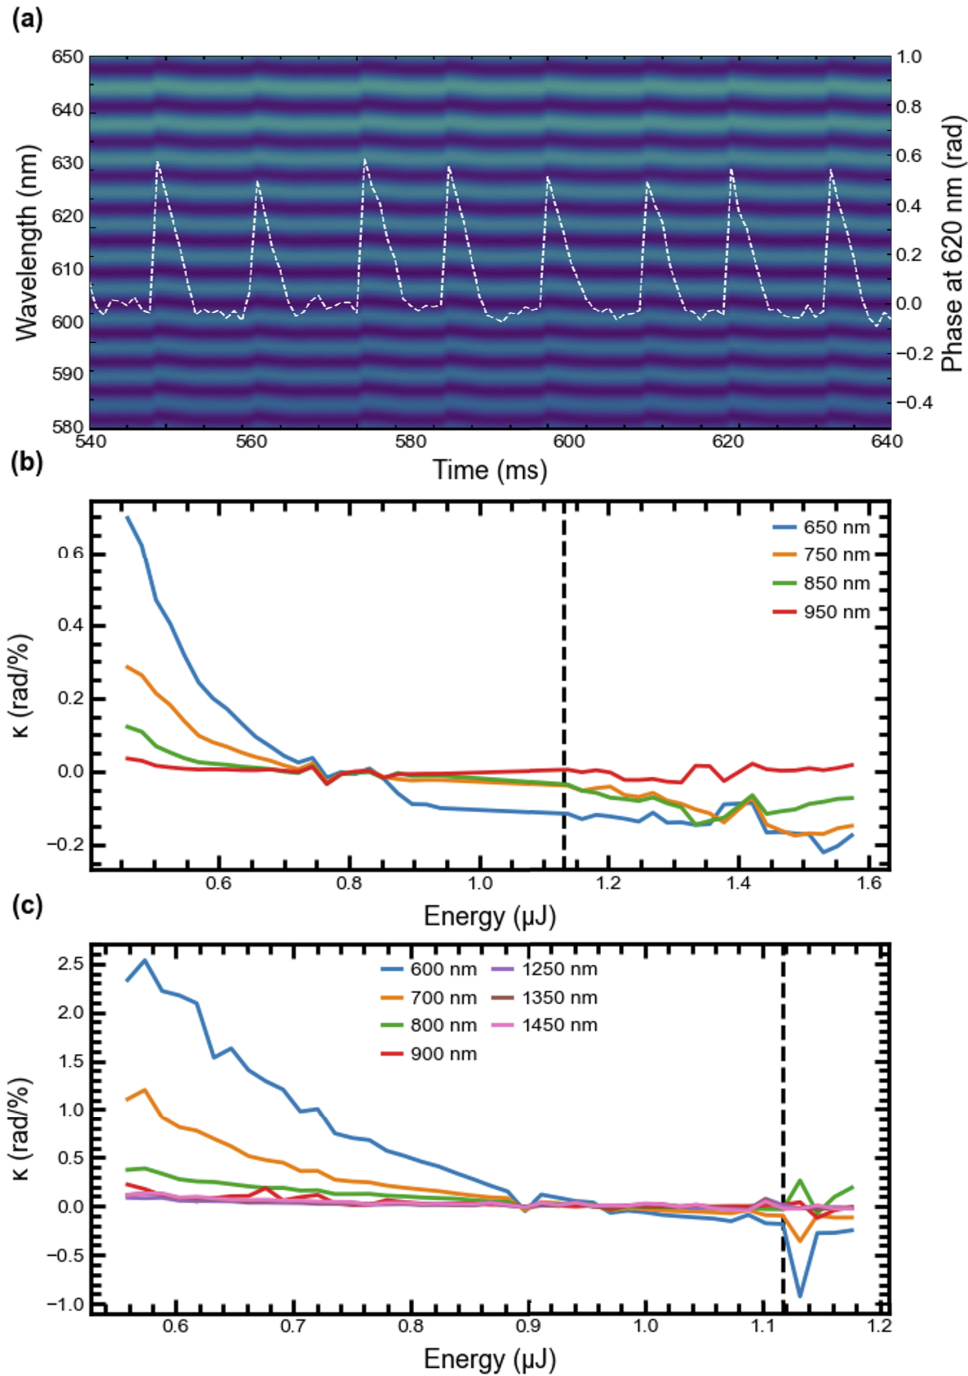 (a)
650
640
630
620
610
600
590
580
Wavelength (nm)
1.0
0.8
0.6
0.4
0.2
0.0
−0.2
−0.4
Phase at 620 nm (rad)
540 560 580 600 620 640
Time (ms)
(b)
0.6
0.4
0.2
0.0
−0.2
κ (rad/%)
650 nm
750 nm
850 nm
950 nm
0.6 0.8 1.0 1.2 1.4 1.6
Energy (µJ)
(c)
2.5
2.0
1.5
1.0
0.5
0.0
−0.5
−1.0
κ (rad/%)
600 nm 1250 nm
700 nm 1350 nm
800 nm 1450 nm
900 nm
0.6 0.7 0.8 0.9 1.0 1.1 1.2
Energy (µJ)